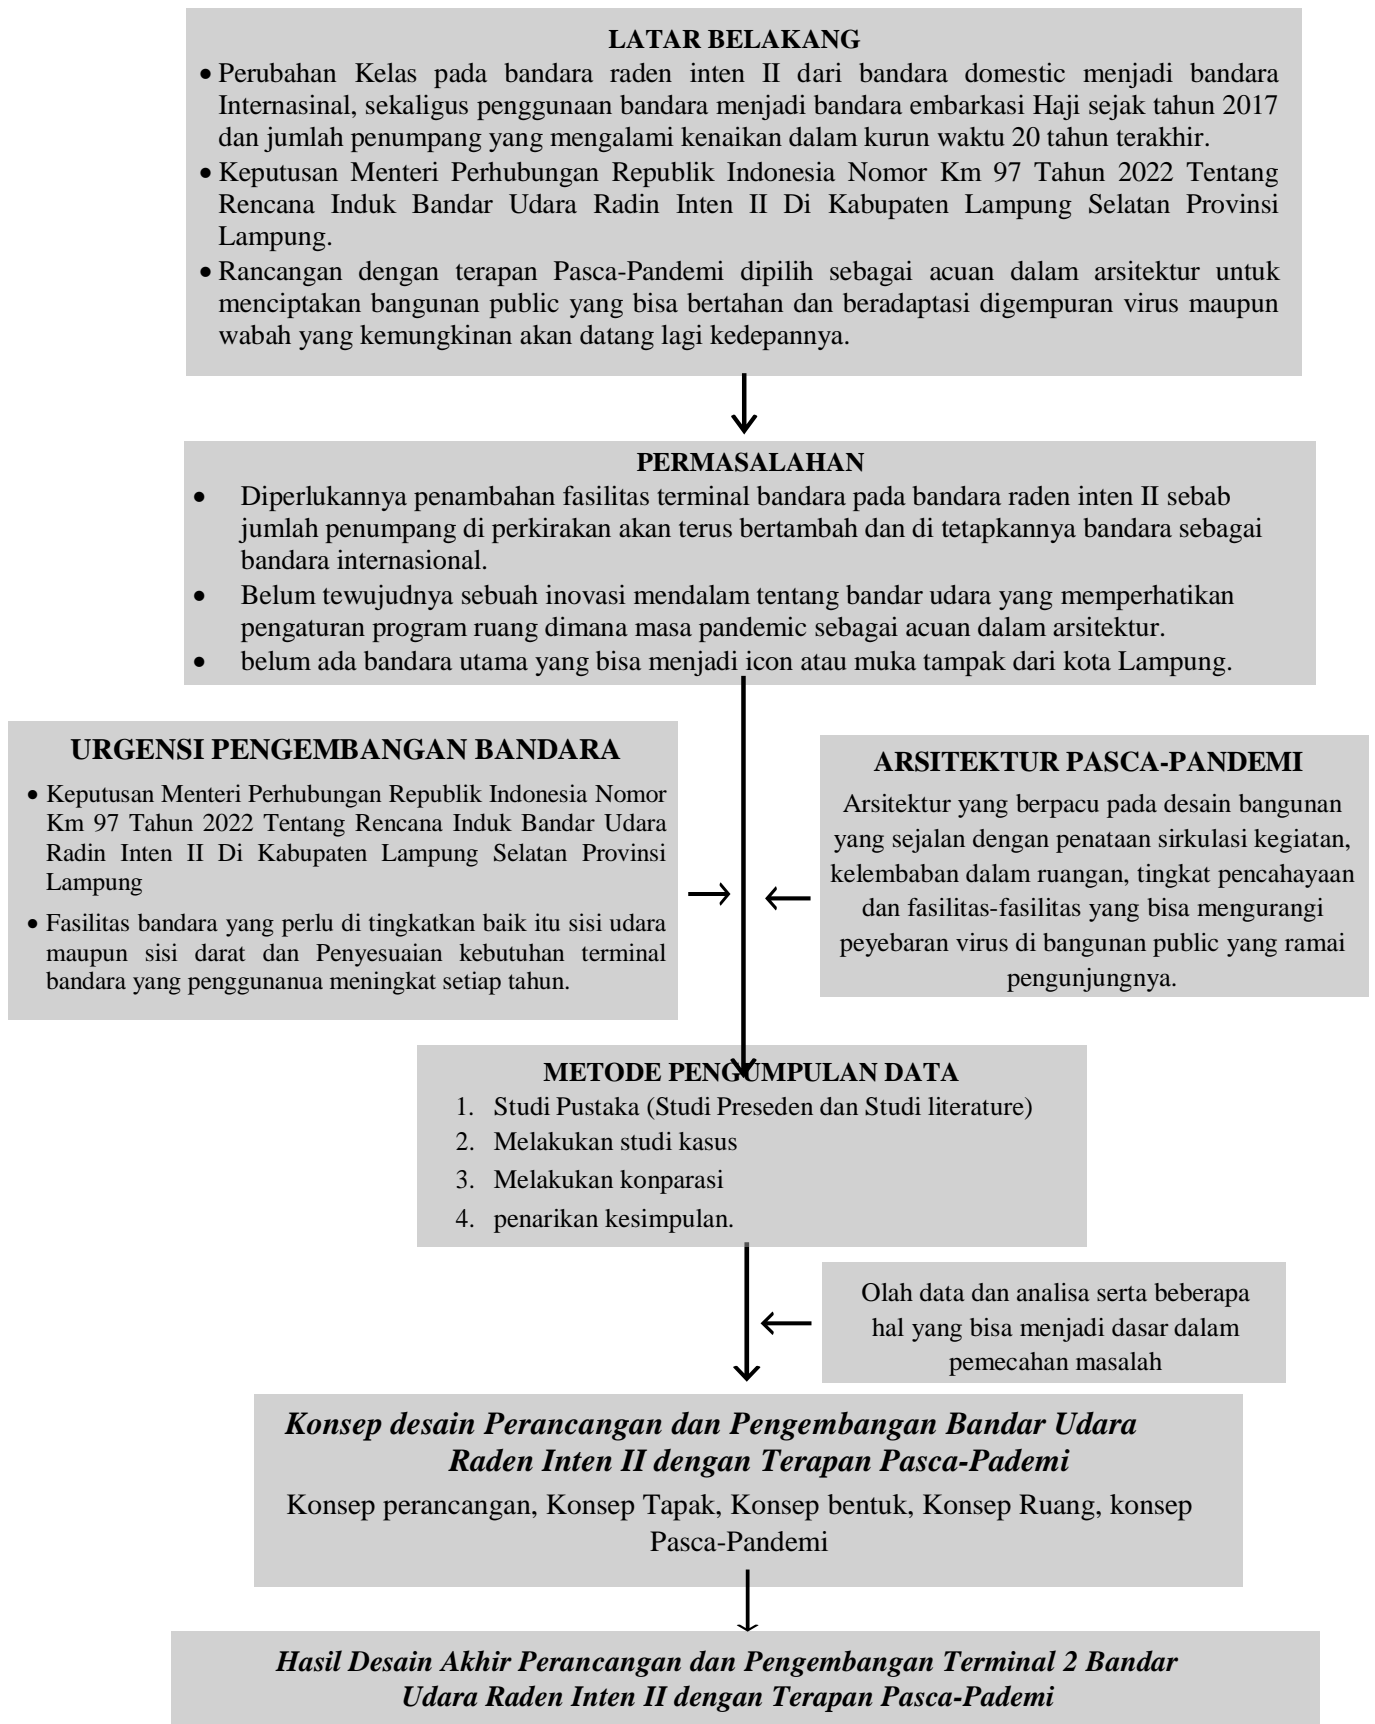 LATAR BELAKANG
• Perubahan Kelas pada bandara raden inten II dari bandara domestic menjadi bandara
Internasinal, sekaligus penggunaan bandara menjadi bandara embarkasi Haji sejak tahun 2017
dan jumlah penumpang yang mengalami kenaikan dalam kurun waktu 20 tahun terakhir.
• Keputusan Menteri Perhubungan Republik Indonesia Nomor Km 97 Tahun 2022 Tentang
Rencana Induk Bandar Udara Radin Inten II Di Kabupaten Lampung Selatan Provinsi
Lampung.
• Rancangan dengan terapan Pasca-Pandemi dipilih sebagai acuan dalam arsitektur untuk
menciptakan bangunan public yang bisa bertahan dan beradaptasi digempuran virus maupun
wabah yang kemungkinan akan datang lagi kedepannya.
PERMASALAHAN
• Diperlukannya penambahan fasilitas terminal bandara pada bandara raden inten II sebab
jumlah penumpang di perkirakan akan terus bertambah dan di tetapkannya bandara sebagai
bandara internasional.
• Belum tewujudnya sebuah inovasi mendalam tentang bandar udara yang memperhatikan
pengaturan program ruang dimana masa pandemic sebagai acuan dalam arsitektur.
• belum ada bandara utama yang bisa menjadi icon atau muka tampak dari kota Lampung.
URGENSI PENGEMBANGAN BANDARA
• Keputusan Menteri Perhubungan Republik Indonesia Nomor
Km 97 Tahun 2022 Tentang Rencana Induk Bandar Udara
Radin Inten II Di Kabupaten Lampung Selatan Provinsi
Lampung
• Fasilitas bandara yang perlu di tingkatkan baik itu sisi udara
maupun sisi darat dan Penyesuaian kebutuhan terminal
bandara yang penggunanua meningkat setiap tahun.
ARSITEKTUR PASCA-PANDEMI
Arsitektur yang berpacu pada desain bangunan
yang sejalan dengan penataan sirkulasi kegiatan,
kelembaban dalam ruangan, tingkat pencahayaan
dan fasilitas-fasilitas yang bisa mengurangi
peyebaran virus di bangunan public yang ramai
pengunjungnya.
METODE PENGUMPULAN DATA
1. Studi Pustaka (Studi Preseden dan Studi literature)
2. Melakukan studi kasus
3. Melakukan konparasi
4. penarikan kesimpulan.
Olah data dan analisa serta beberapa
hal yang bisa menjadi dasar dalam
pemecahan masalah
Konsep desain Perancangan dan Pengembangan Bandar Udara
Raden Inten II dengan Terapan Pasca-Pademi
Konsep perancangan, Konsep Tapak, Konsep bentuk, Konsep Ruang, konsep
Pasca-Pandemi
Hasil Desain Akhir Perancangan dan Pengembangan Terminal 2 Bandar
Udara Raden Inten II dengan Terapan Pasca-Pademi